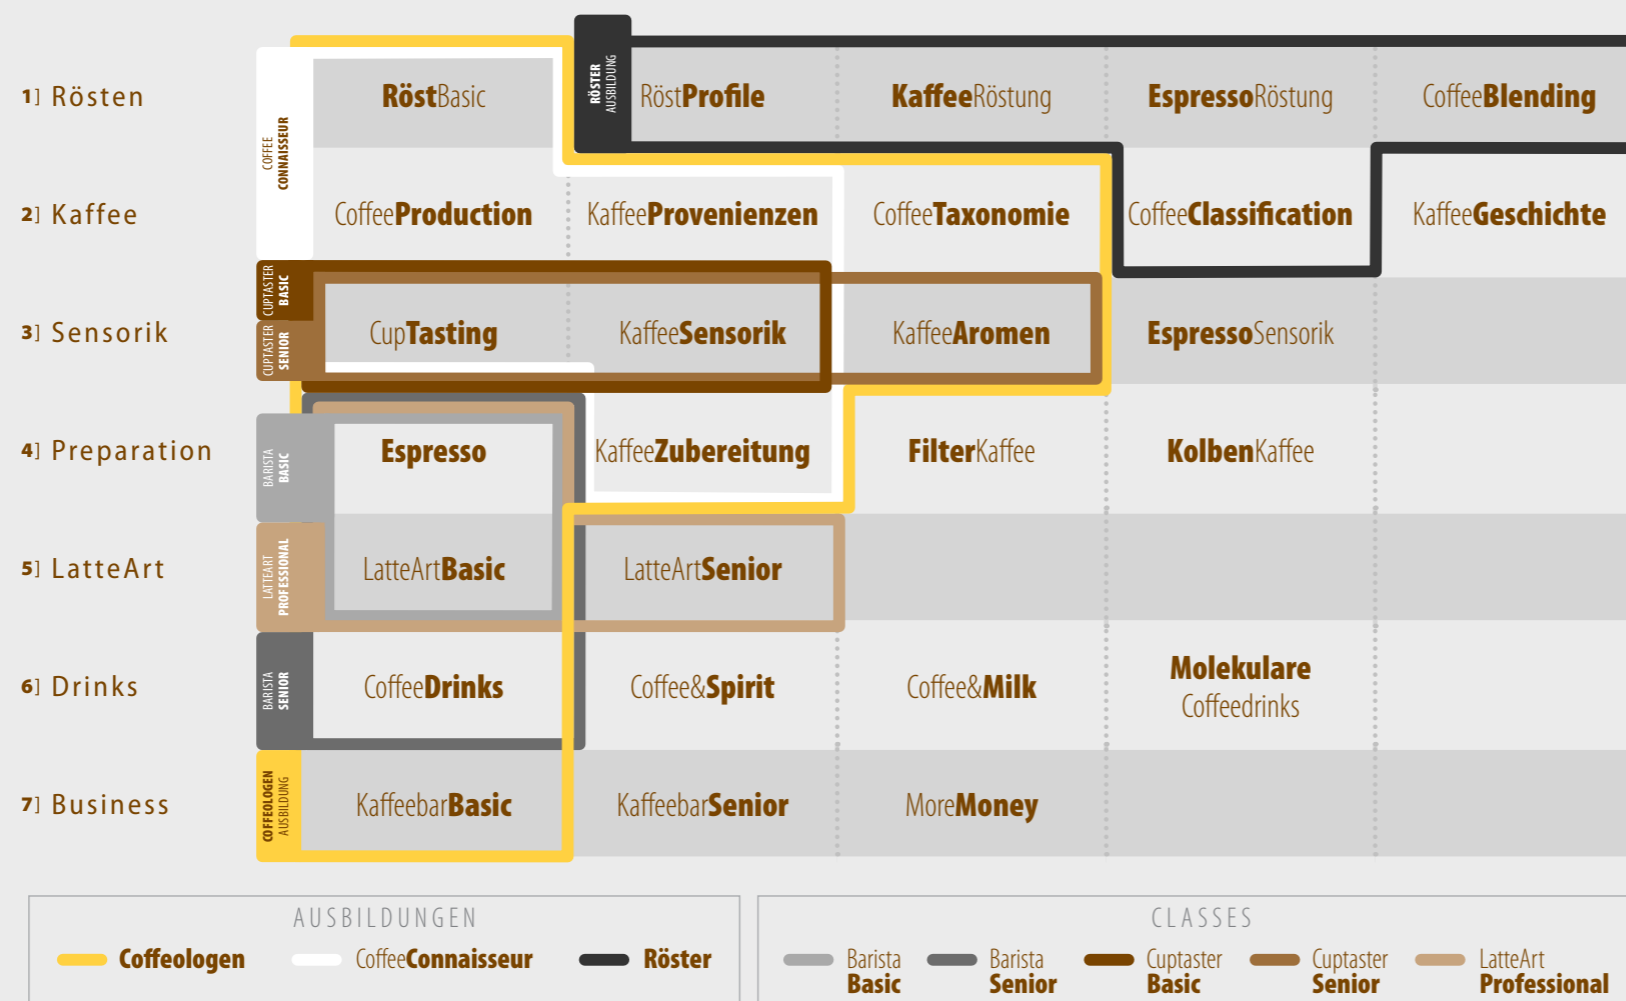 1] Rösten
COFFEE
CONNAISSEUR
RöstBasic
RÖSTER
AUSBILDUNG
RöstProfile
KaffeeRöstung
EspressoRöstung
CoffeeBlending
2] Kaffee
CoffeeProduction
KaffeeProvenienzen
CoffeeTaxonomie
CoffeeClassification
KaffeeGeschichte
3] Sensorik
CUPTASTER
BASIC
CUPTASTER
SENIOR
CupTasting
KaffeeSensorik
KaffeeAromen
EspressoSensorik
4] Preparation
BARISTA
BASIC
Espresso
KaffeeZubereitung
FilterKaffee
KolbenKaffee
5] LatteArt
LATTEART
PROFESSIONAL
LatteArtBasic
LatteArtSenior
6] Drinks
BARISTA
SENIOR
CoffeeDrinks
Coffee&Spirit
Coffee&Milk
Molekulare
Coffeedrinks
7] Business
COFFEOLOGEN
AUSBILDUNG
KaffeebarBasic
KaffeebarSenior
MoreMoney
AUSBILDUNGEN
Coffeologen
CoffeeConnaisseur
Röster
CLASSES
Barista
Basic
Barista
Senior
Cuptaster
Basic
Cuptaster
Senior
LatteArt
Professional